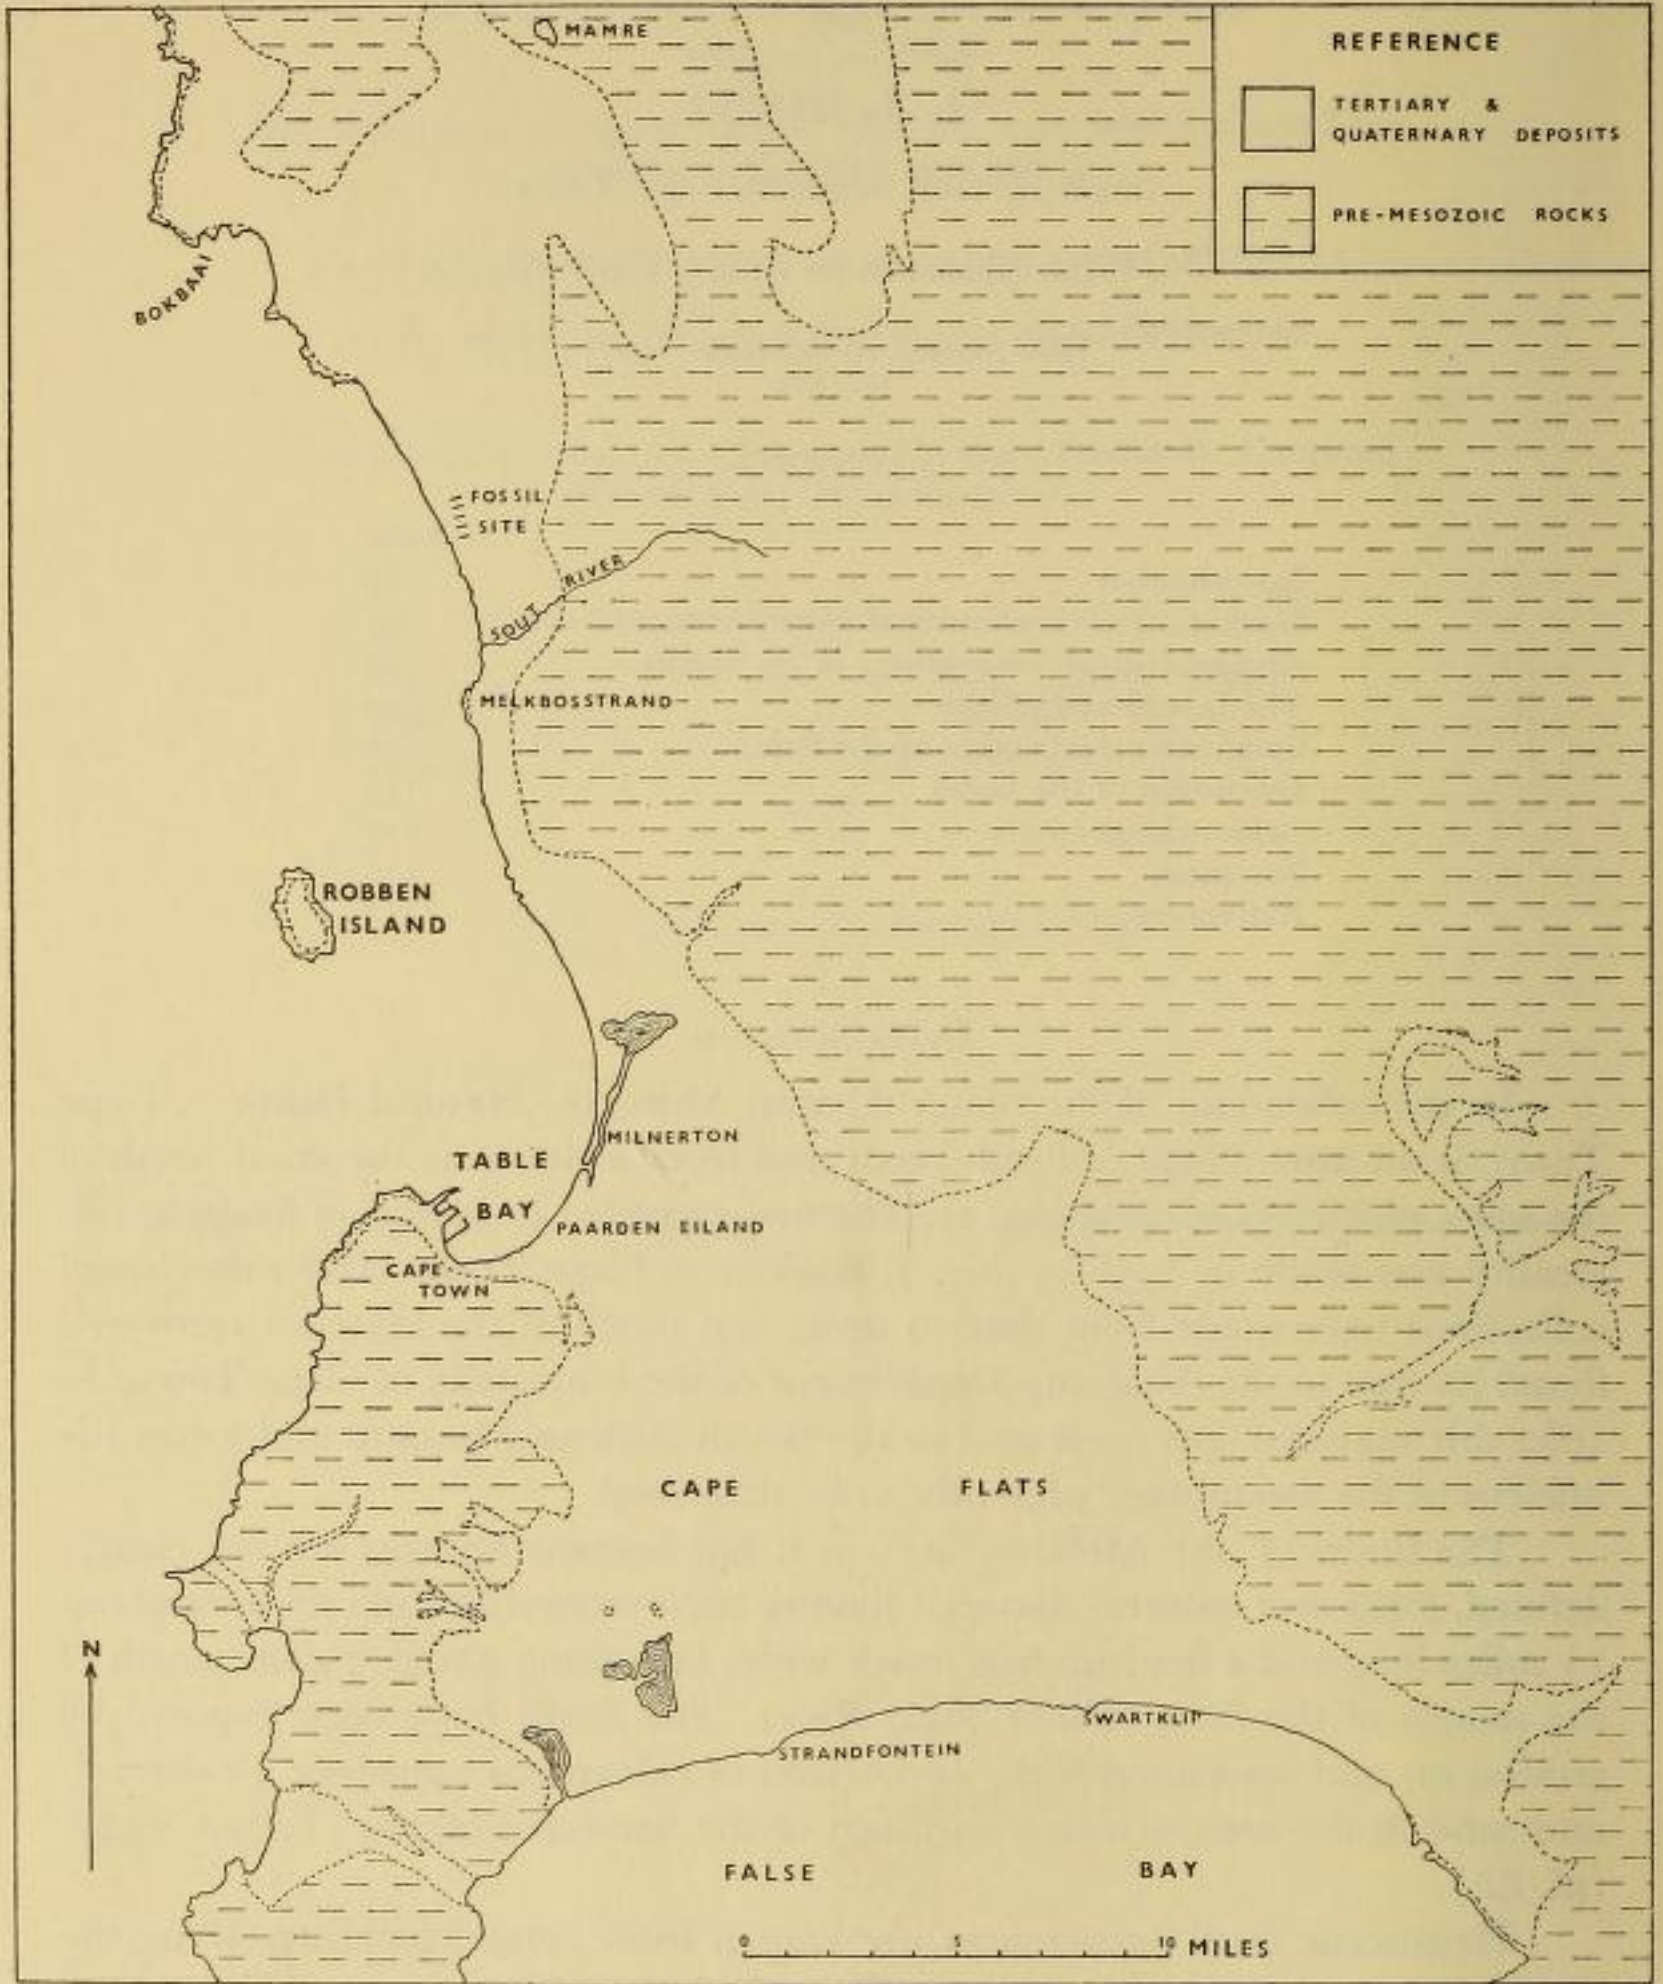 MAMRE
REFERENCE
TERTIARY &
QUATERNARY DEPOSITS
PRE-MESOZOIC ROCKS
BOKBAAI
FOSSIL
SITE
SOUT RIVER
MELKBOSSTRAND
ROBBEN
ISLAND
MILNERTON
TABLE
BAY
PAARDEN EILAND
CAPE
TOWN
CAPE FLATS
N
SWARTKLIP
STRANDFONTEIN
FALSE BAY
0 5 10 MILES